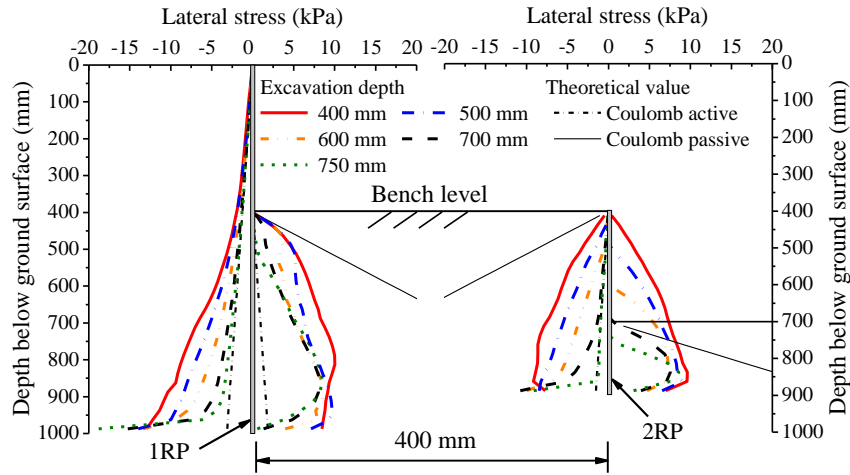 Lateral stress (kPa) Lateral stress (kPa)
-20 -15 -10 -5 0 5 10 15 20 -20 -15 -10 -5 0 5 10 15 20
0 100 200 300 400 500 600 700 800 900 1000
Depth below ground surface (mm)
Excavation depth Theoretical value
400 mm 500 mm Coulomb active
600 mm 700 mm Coulomb passive
750 mm
Bench level
0 100 200 300 400 500 600 700 800 900 1000
Depth below ground surface (mm)
1RP 2RP
400 mm